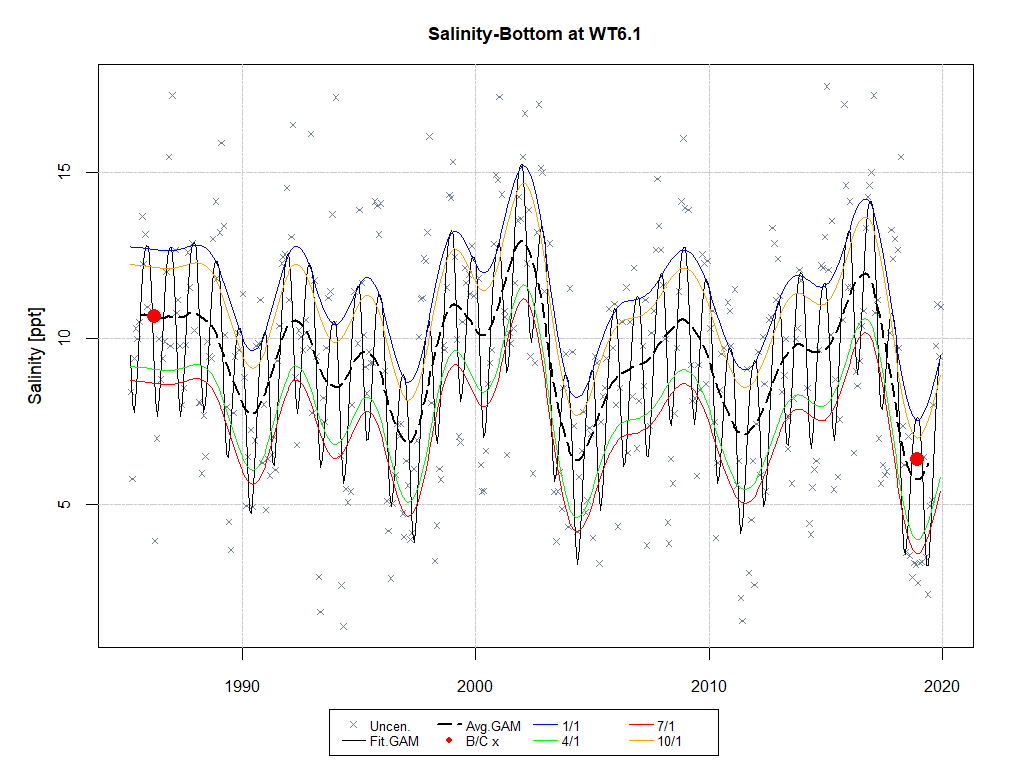 Salinity-Bottom at WT6.1
Salinity [ppt]
15
10
5
1990 2000 2010 2020
Uncen. Avg.GAM 1/1 7/1
Fit.GAM B/C x 4/1 10/1